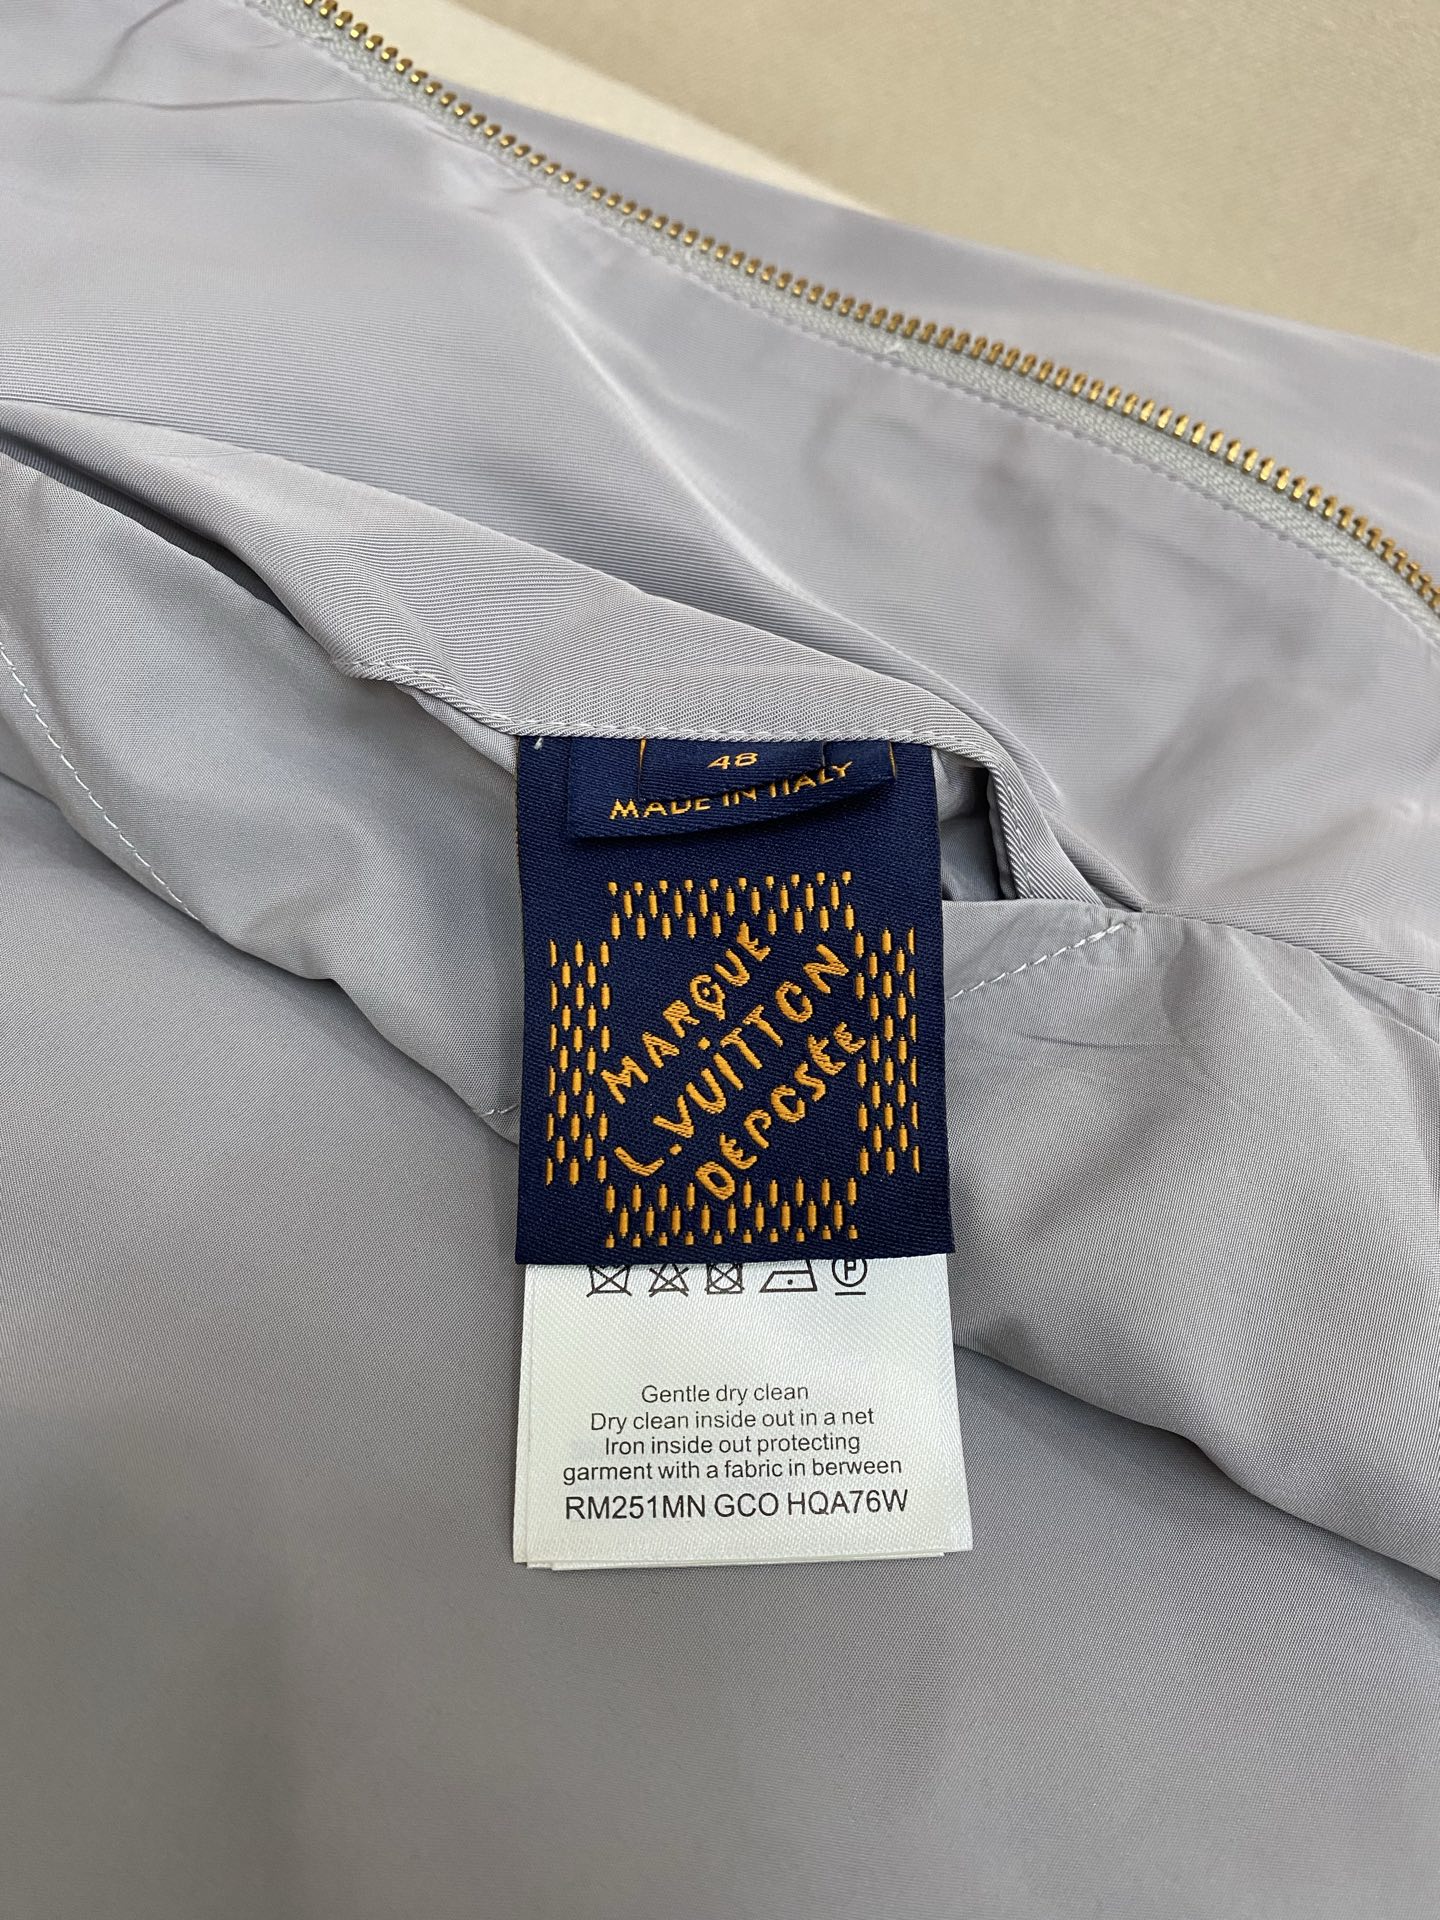 48
MADE IN ITALY
MARQUE
L.VUITTON
DÉPOSÉE
P
Gentle dry clean
Dry clean inside out in a net
Iron inside out protecting
garment with a fabric in berween
RM251MN GCO HQA76W